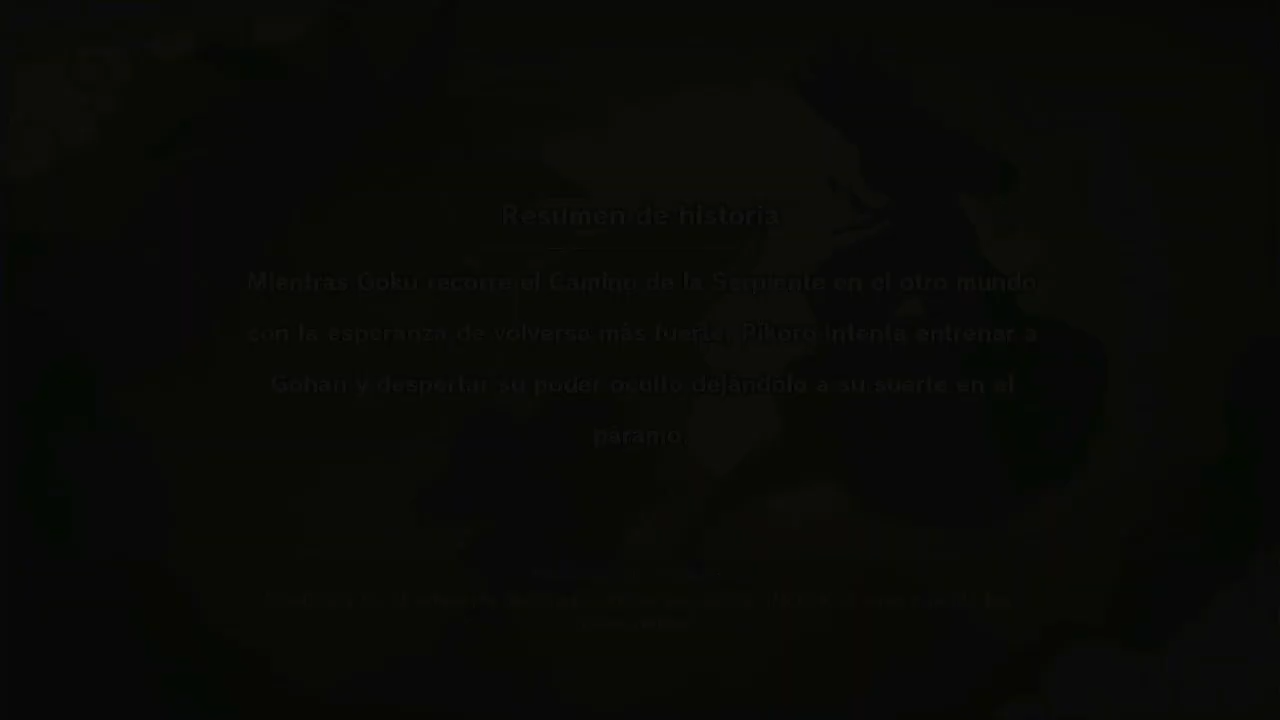 Resumen de historia
Mientras Goku recorre el Camino de la Serpiente en el otro mundo
con la esperanza de volverse más fuerte, Pikoro intenta entrenar a
Gohan y despertar su poder oculto dejándolo a su suerte en el
páramo.